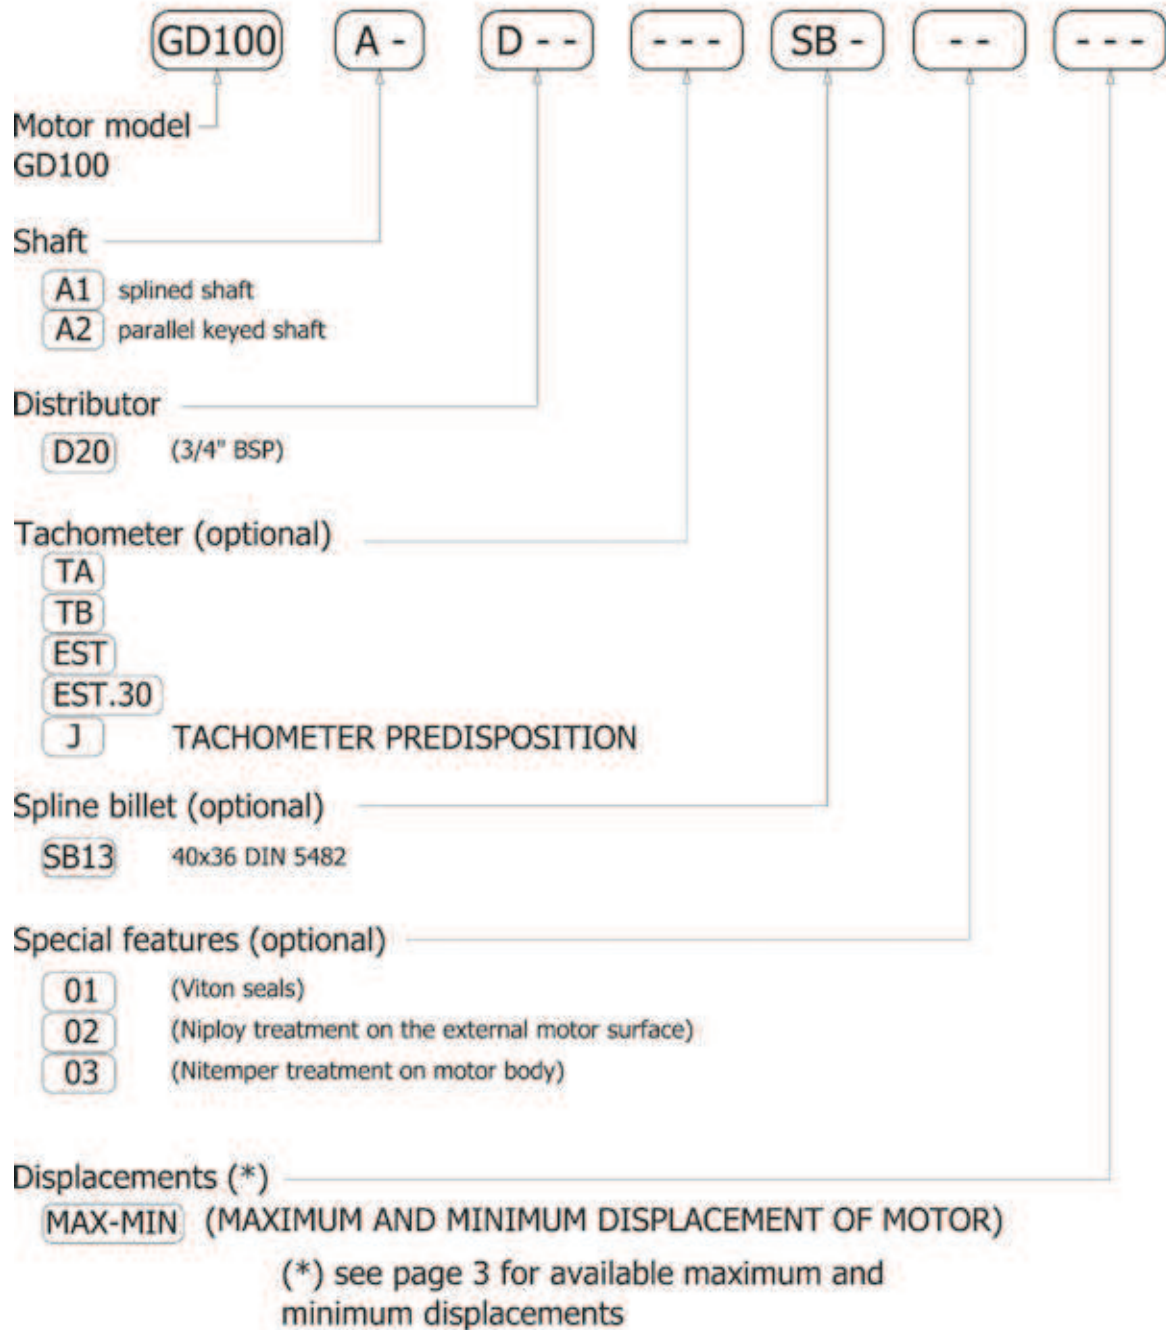 GD100 A - D - - - - - SB - - - - - -
Motor model
GD100
Shaft
A1 splined shaft
A2 parallel keyed shaft
Distributor
D20 (3/4" BSP)
Tachometer (optional)
TA
TB
EST
EST.30
J TACHOMETER PREDISPOSITION
Spline billet (optional)
SB13 40x36 DIN 5482
Special features (optional)
01 (Viton seals)
02 (Niploy treatment on the external motor surface)
03 (Nitemper treatment on motor body)
Displacements (*)
MAX-MIN (MAXIMUM AND MINIMUM DISPLACEMENT OF MOTOR)
(*) see page 3 for available maximum and
minimum displacements